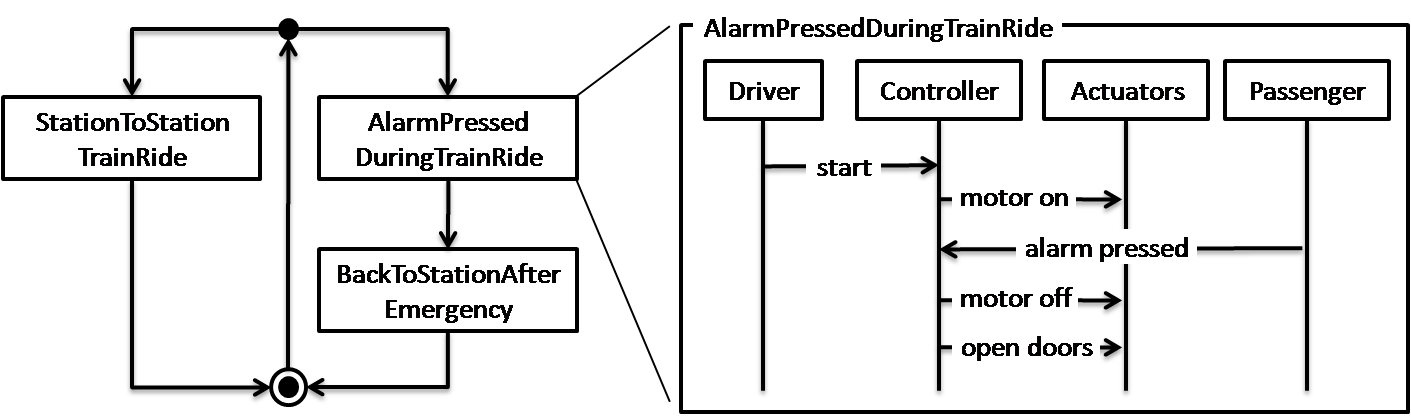 StationToStation
TrainRide
AlarmPressed
DuringTrainRide
BackToStationAfter
Emergency
AlarmPressedDuringTrainRide
Driver
Controller
Actuators
Passenger
start
motor on
alarm pressed
motor off
open doors